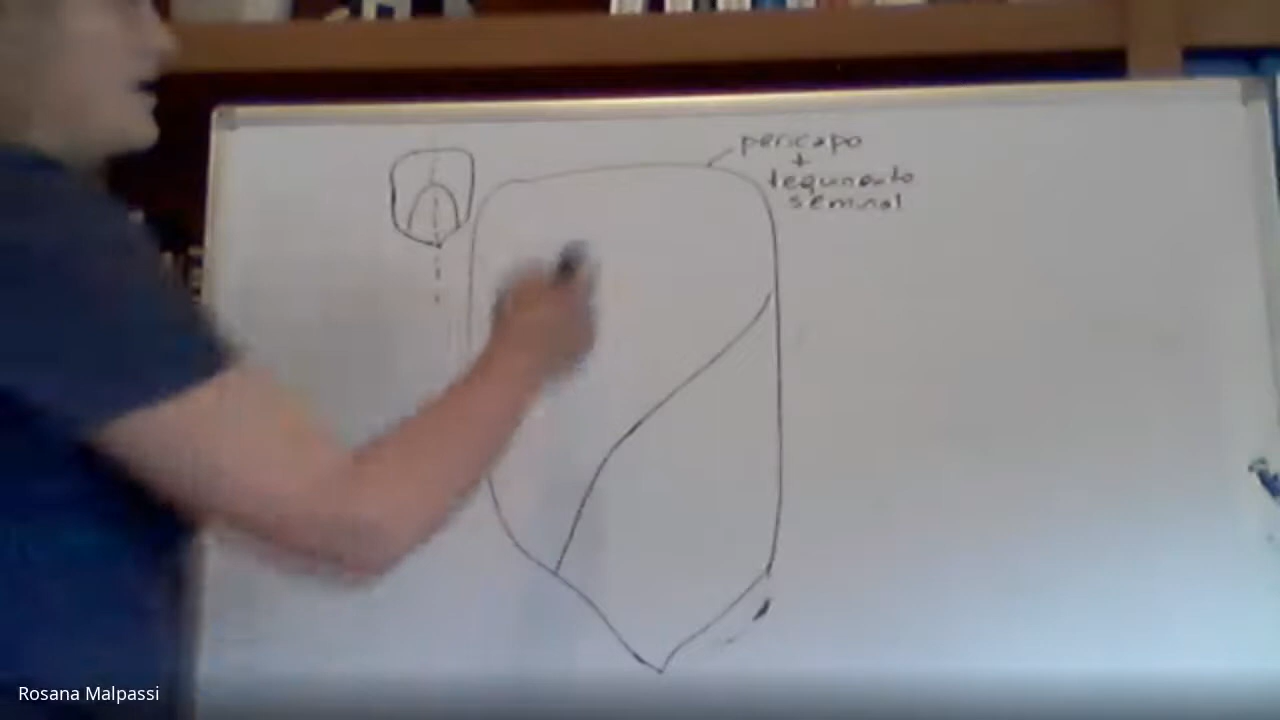 pericapo
+
tegumento
seminal
Rosana Malpassi